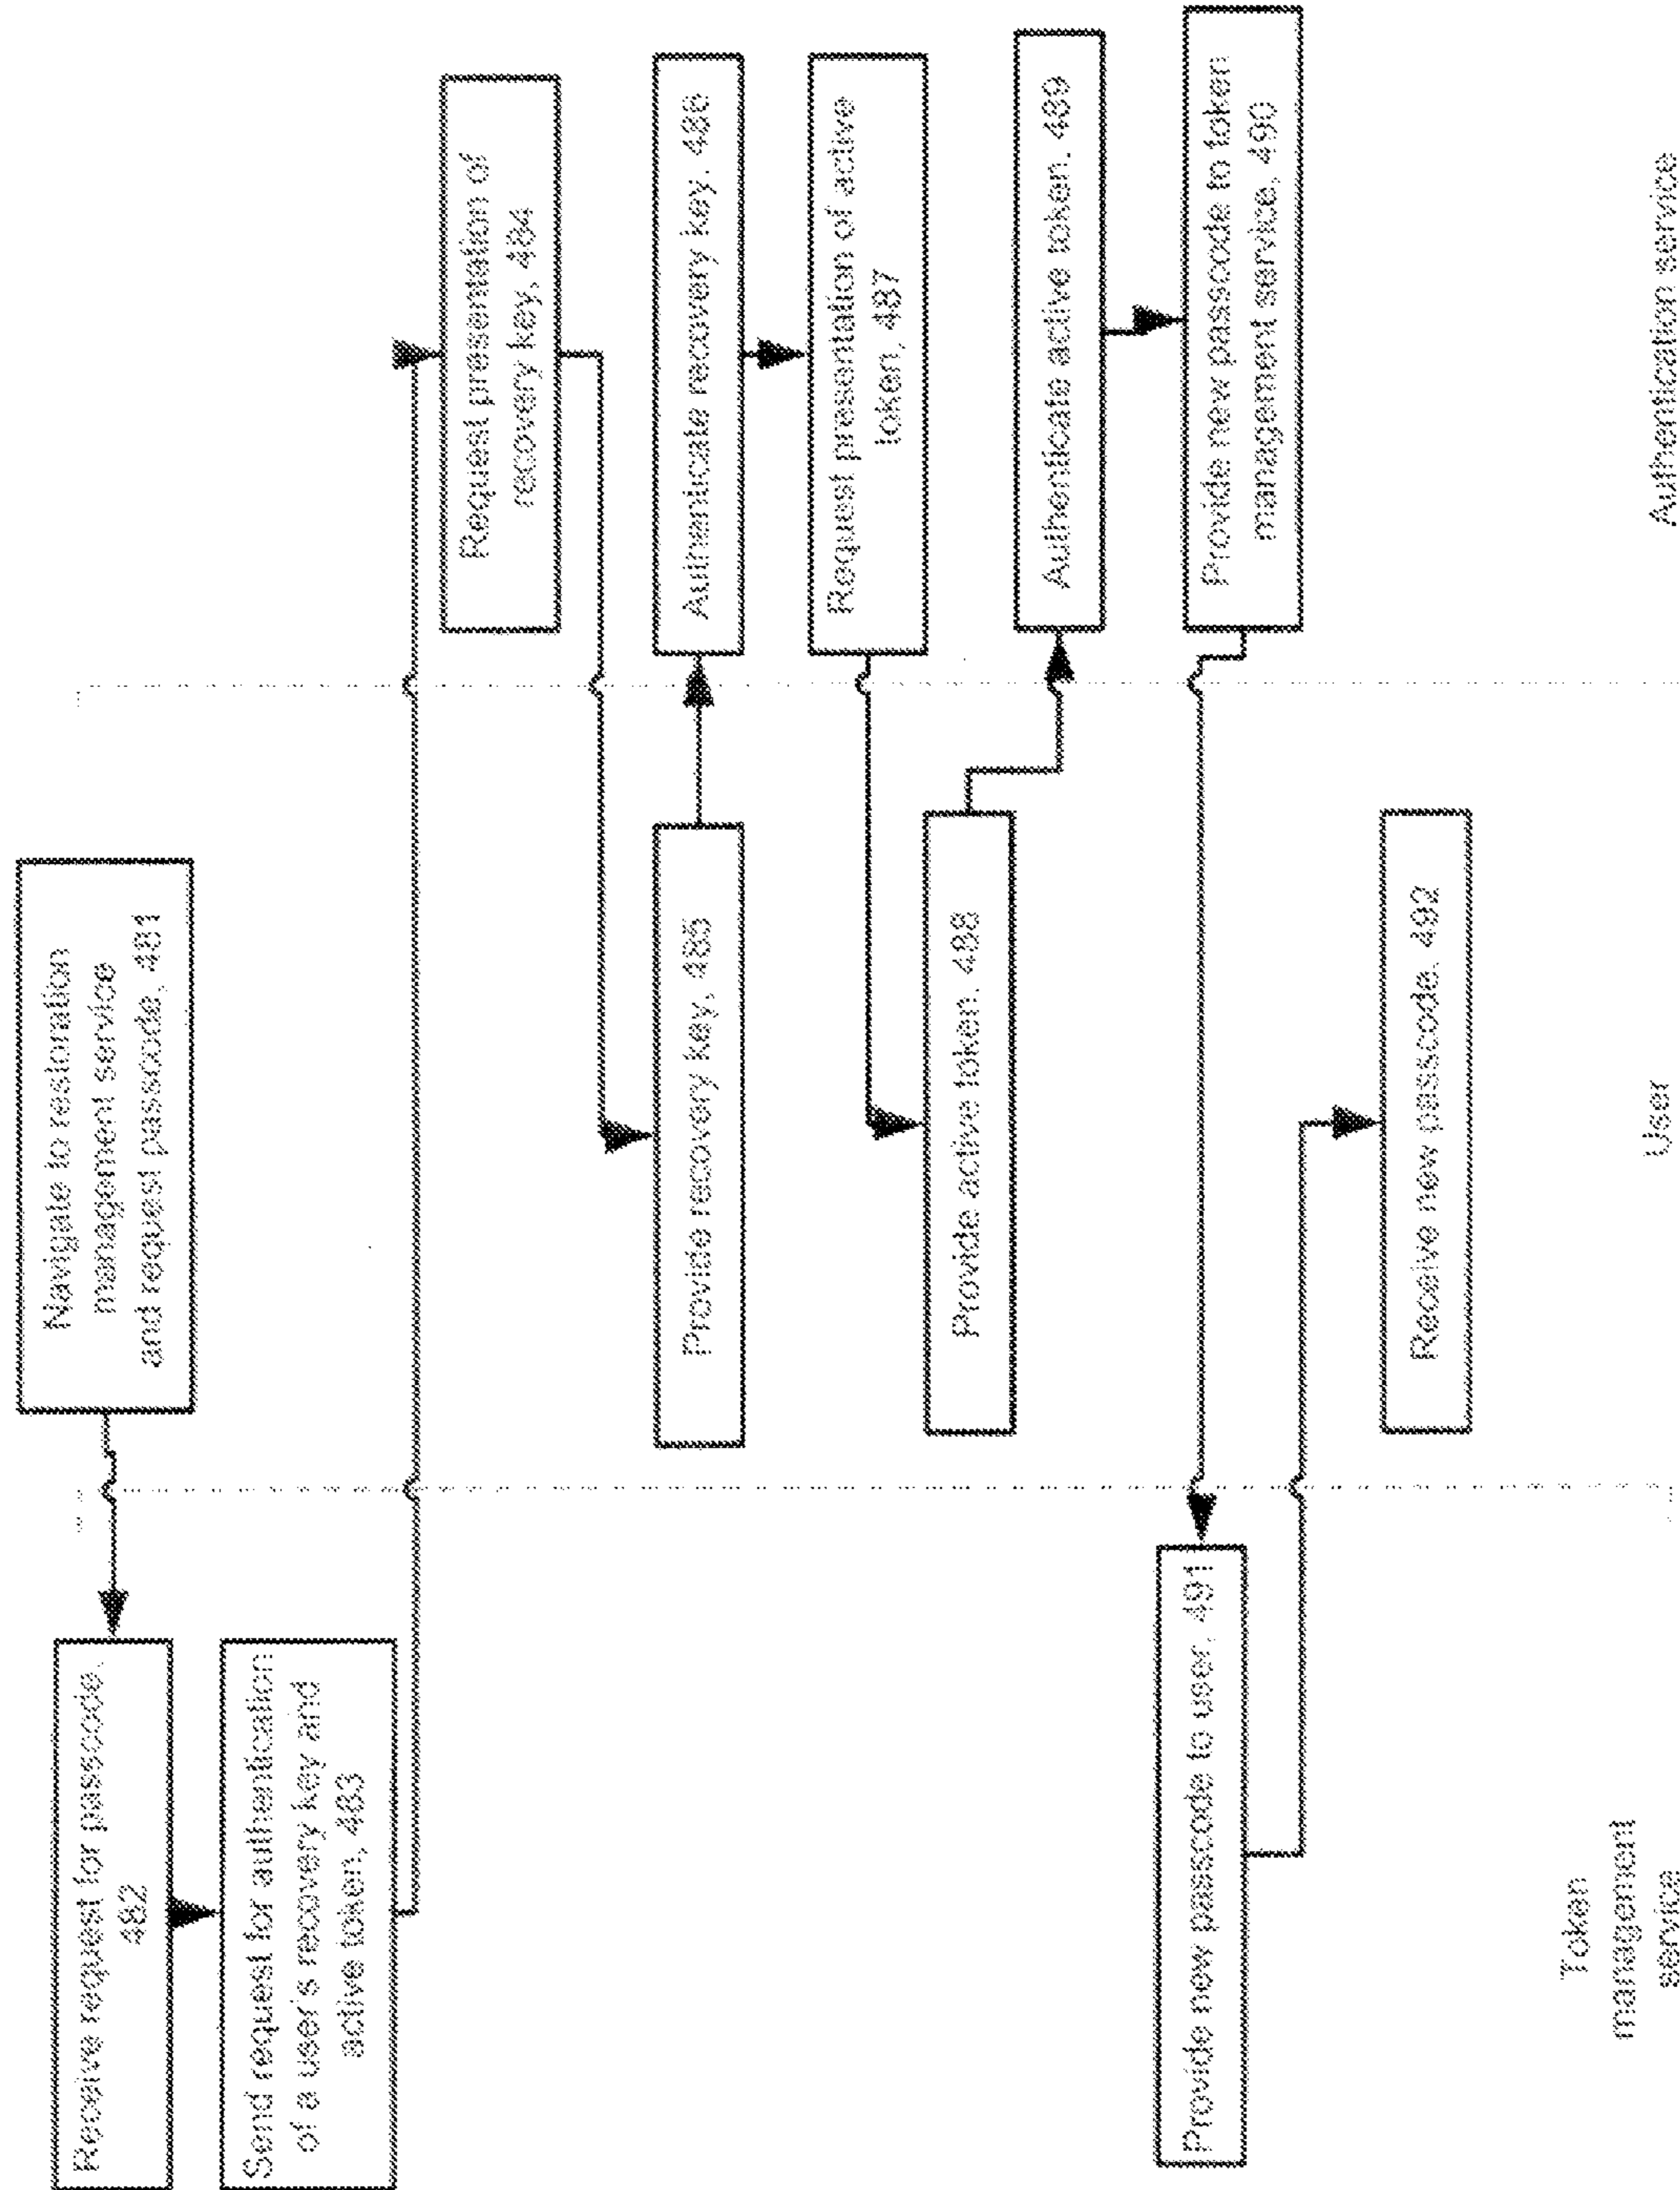 Navigate to restoration
management service
and request passcode, 481
Receive request for passcode,
482
Send request for authentication
of a user's recovery key and
active token, 483
Request presentation of
recovery key, 484
Provide recovery key, 485
Authenticate recovery key, 486
Request presentation of active
token, 487
Provide active token, 488
Authenticate active token, 489
Provide new passcode to token
management service, 490
Provide new passcode to user, 491
Receive new passcode, 492
Token
management
service
User
Authentication service